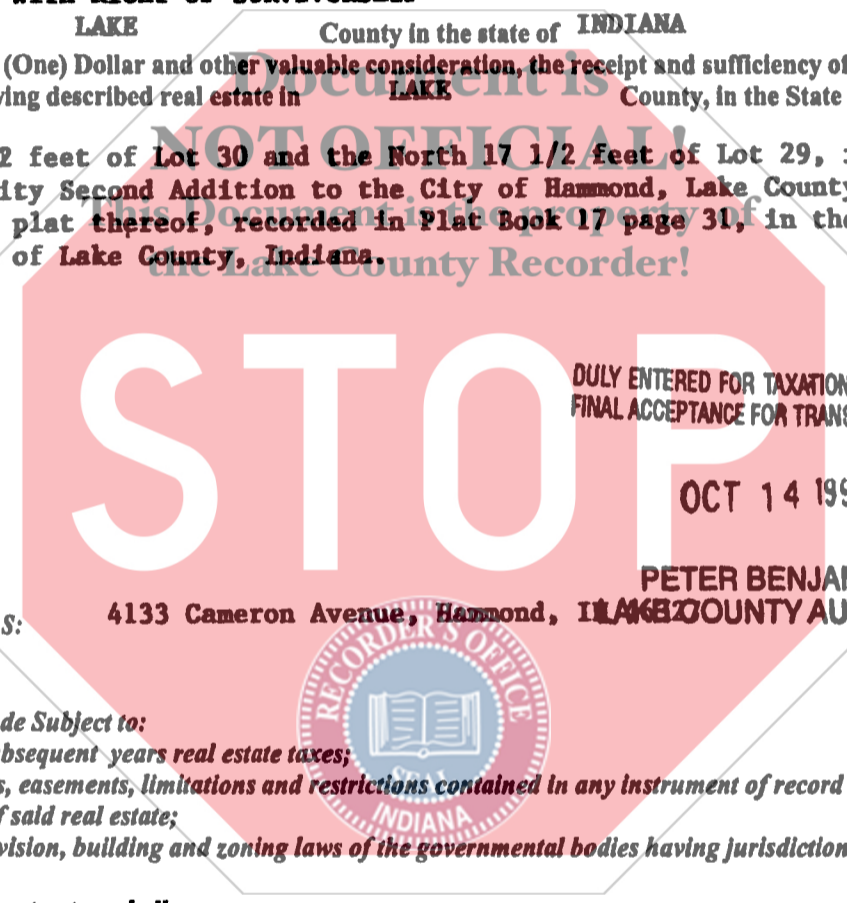 LAKE County in the state of INDIANA
(One) Dollar and other valuable consideration, the receipt and sufficiency of
ving described real estate in LAKE County, in the State
Document is
NOT OFFICIAL!
This Document is the property of
the Lake County Recorder!
2 feet of Lot 30 and the North 17 1/2 feet of Lot 29,
ity Second Addition to the City of Hammond, Lake County
plat thereof, recorded in Plat Book 17 page 31, in the
of Lake County, Indiana.
STOP
DULY ENTERED FOR TAXATION
FINAL ACCEPTANCE FOR TRANS
OCT 14 199
PETER BENJA
LAKE COUNTY AU
S: 4133 Cameron Avenue, Hammond,
RECORDER'S OFFICE
SEAL
INDIANA
de Subject to:
bsequent years real estate taxes;
s, easements, limitations and restrictions contained in any instrument of record
f said real estate;
vision, building and zoning laws of the governmental bodies having jurisdiction